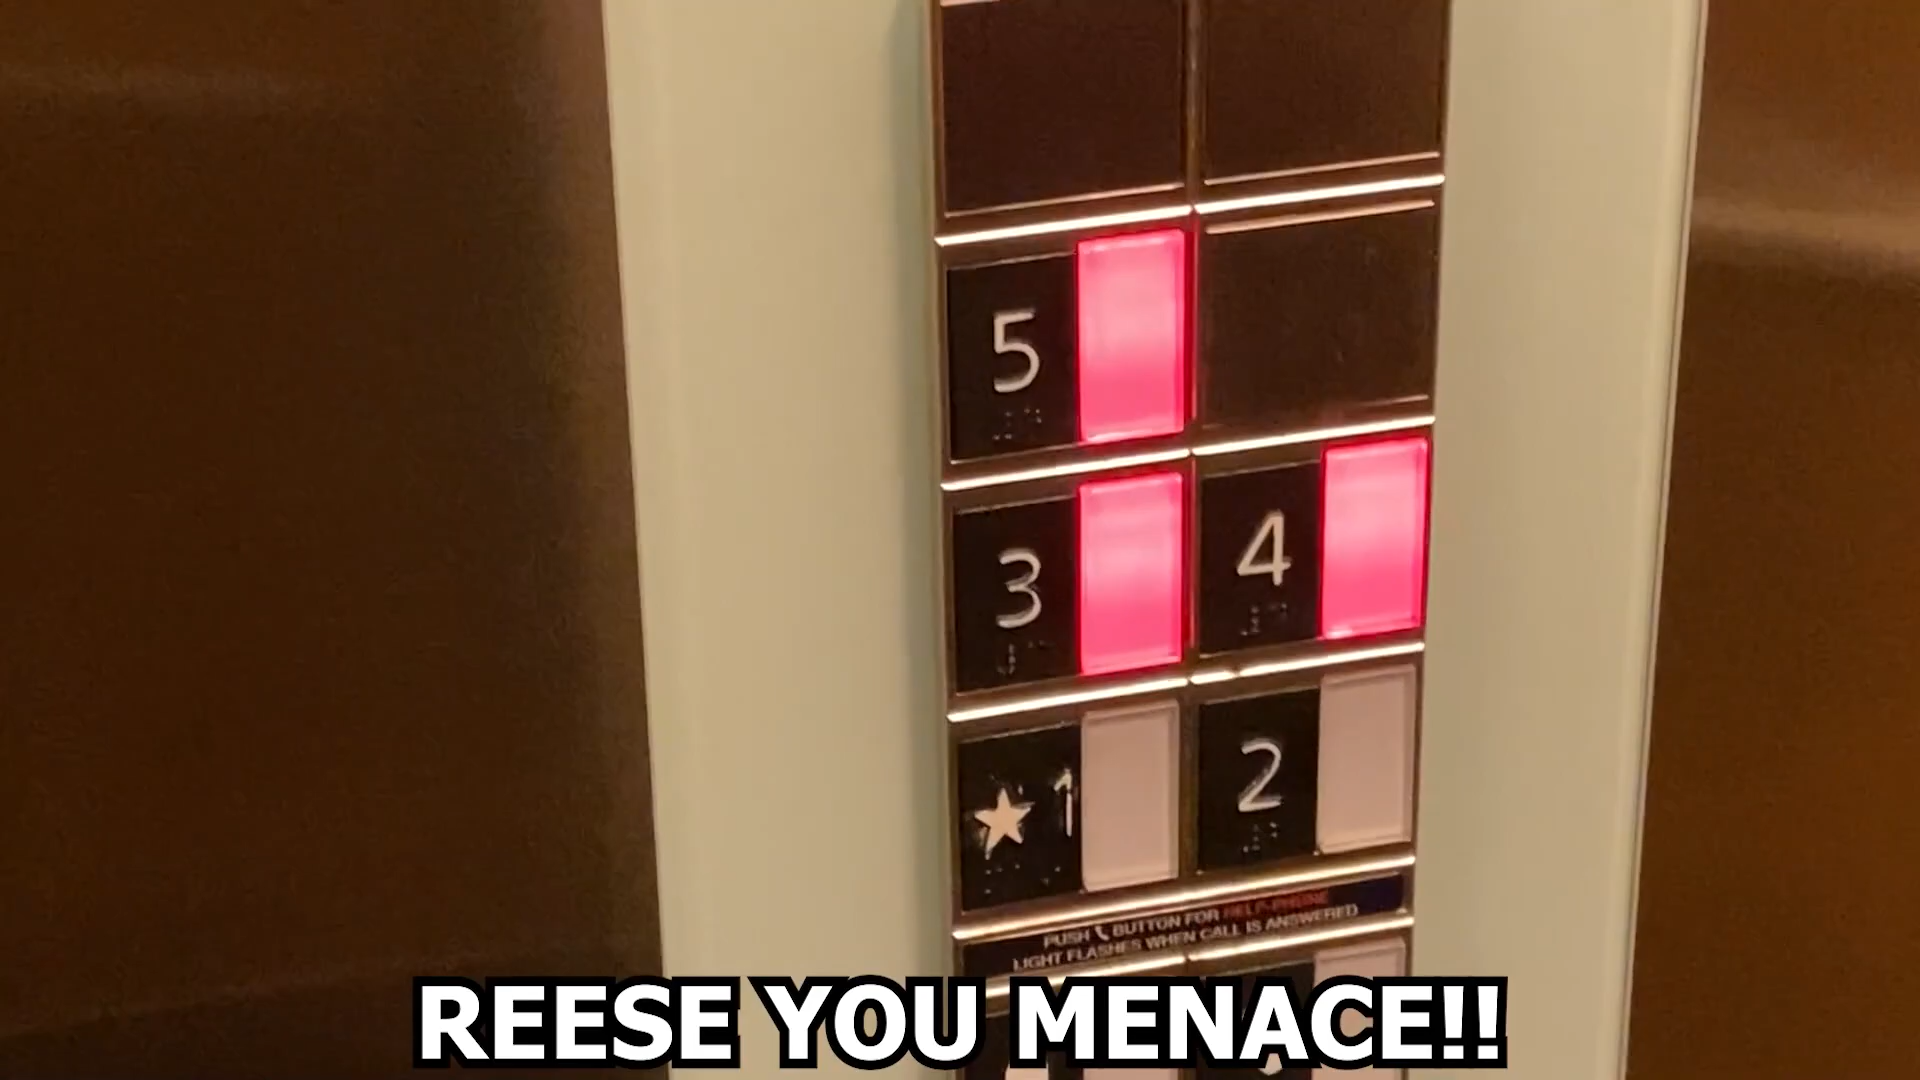 5
3 4
★1 2
PUSH BUTTON FOR HELP-PHONE
LIGHT FLASHES WHEN CALL IS ANSWERED
REESE YOU MENACE!!